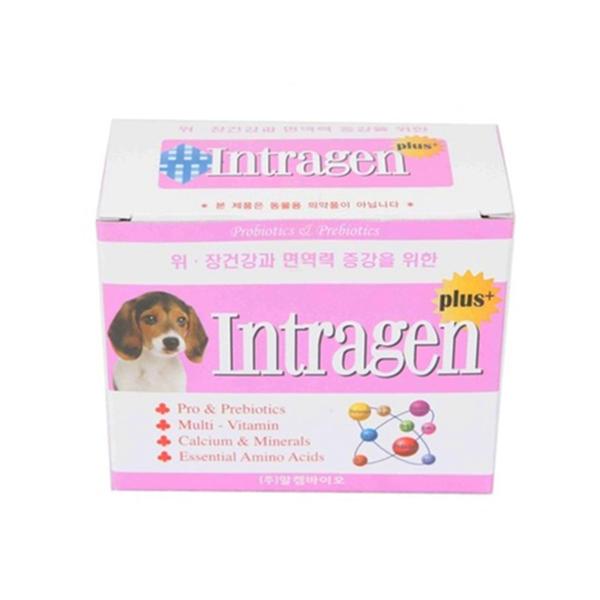 위 · 장건강과 면역력 증강을 위한
Intragen plus+
* 본 제품은 동물용 의약품이 아닙니다 *
Probiotics & Prebiotics
위 · 장건강과 면역력 증강을 위한
plus+
Intragen
Pro & Prebiotics
Multi - Vitamin
Calcium & Minerals
Essential Amino Acids
(주)알켐바이오